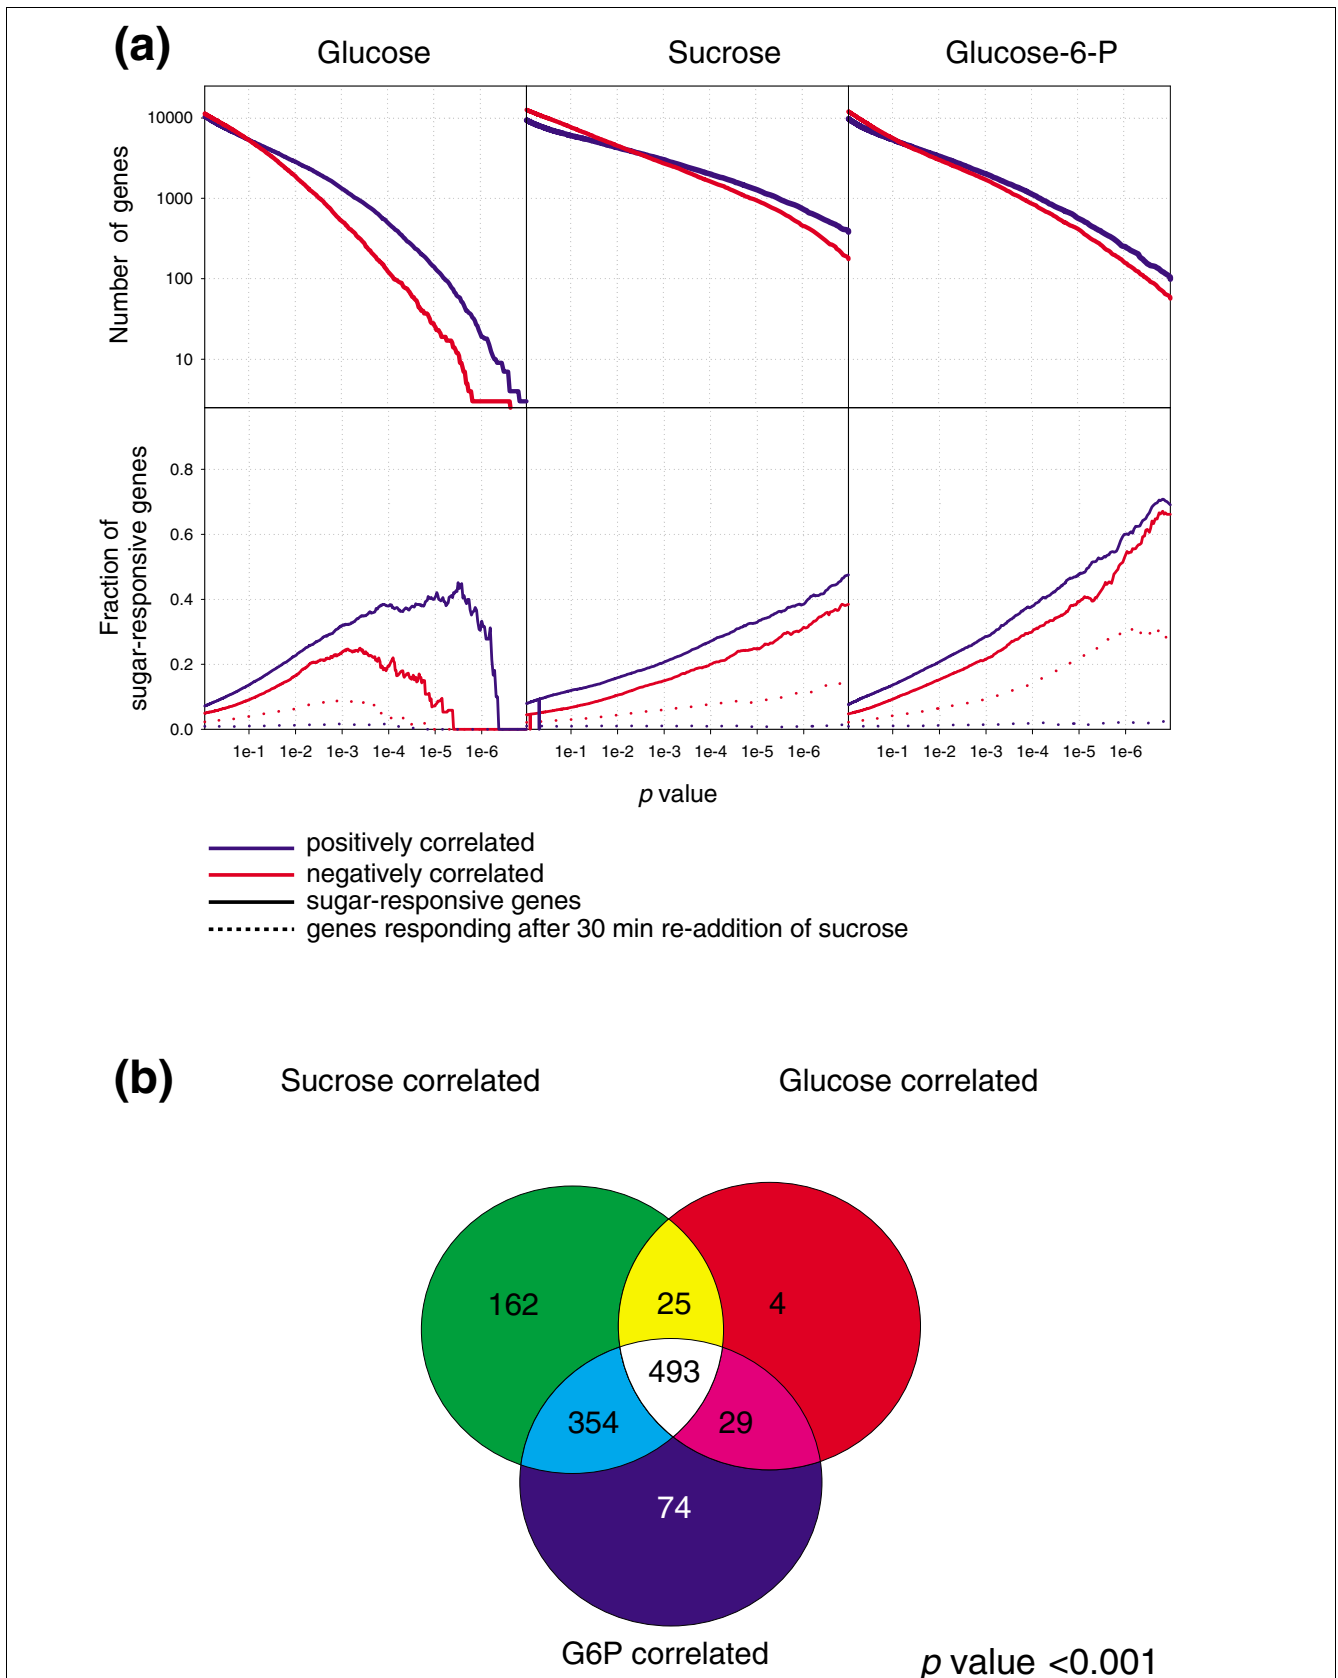 (a)
Glucose
Sucrose
Glucose-6-P
Number of genes
10000
1000
100
10
Fraction of
sugar-responsive genes
0.8
0.6
0.4
0.2
0.0
1e-1 1e-2 1e-3 1e-4 1e-5 1e-6
1e-1 1e-2 1e-3 1e-4 1e-5 1e-6
1e-1 1e-2 1e-3 1e-4 1e-5 1e-6
p value
positively correlated
negatively correlated
sugar-responsive genes
genes responding after 30 min re-addition of sucrose
(b)
Sucrose correlated
Glucose correlated
162
25
4
493
354
29
74
G6P correlated
p value <0.001